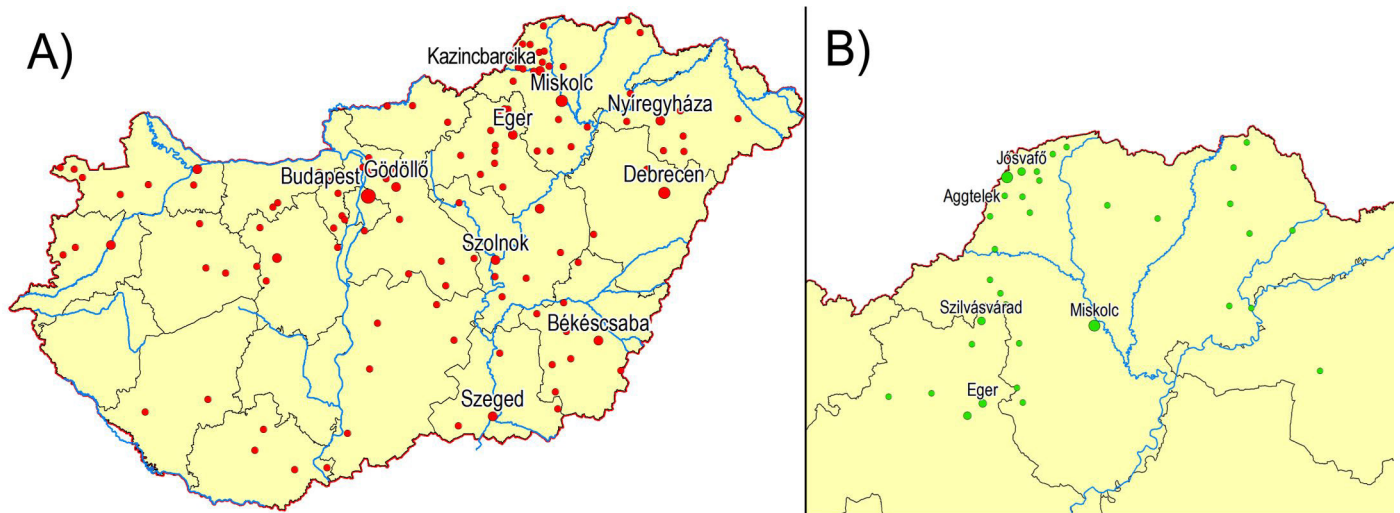 A)
Kazincbarcika
Miskolc
Nyíregyháza
Eger
Budapest
Gödöllő
Debrecen
Szolnok
Békéscsaba
Szeged
B)
Jósvafő
Aggtelek
Szilvásvárad
Miskolc
Eger